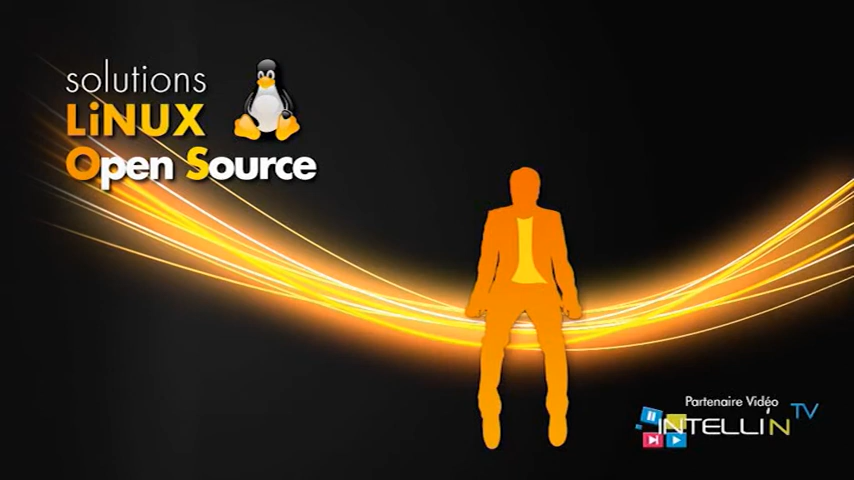 solutions
LiNUX
Open Source
Partenaire Vidéo
INTELLI'N TV